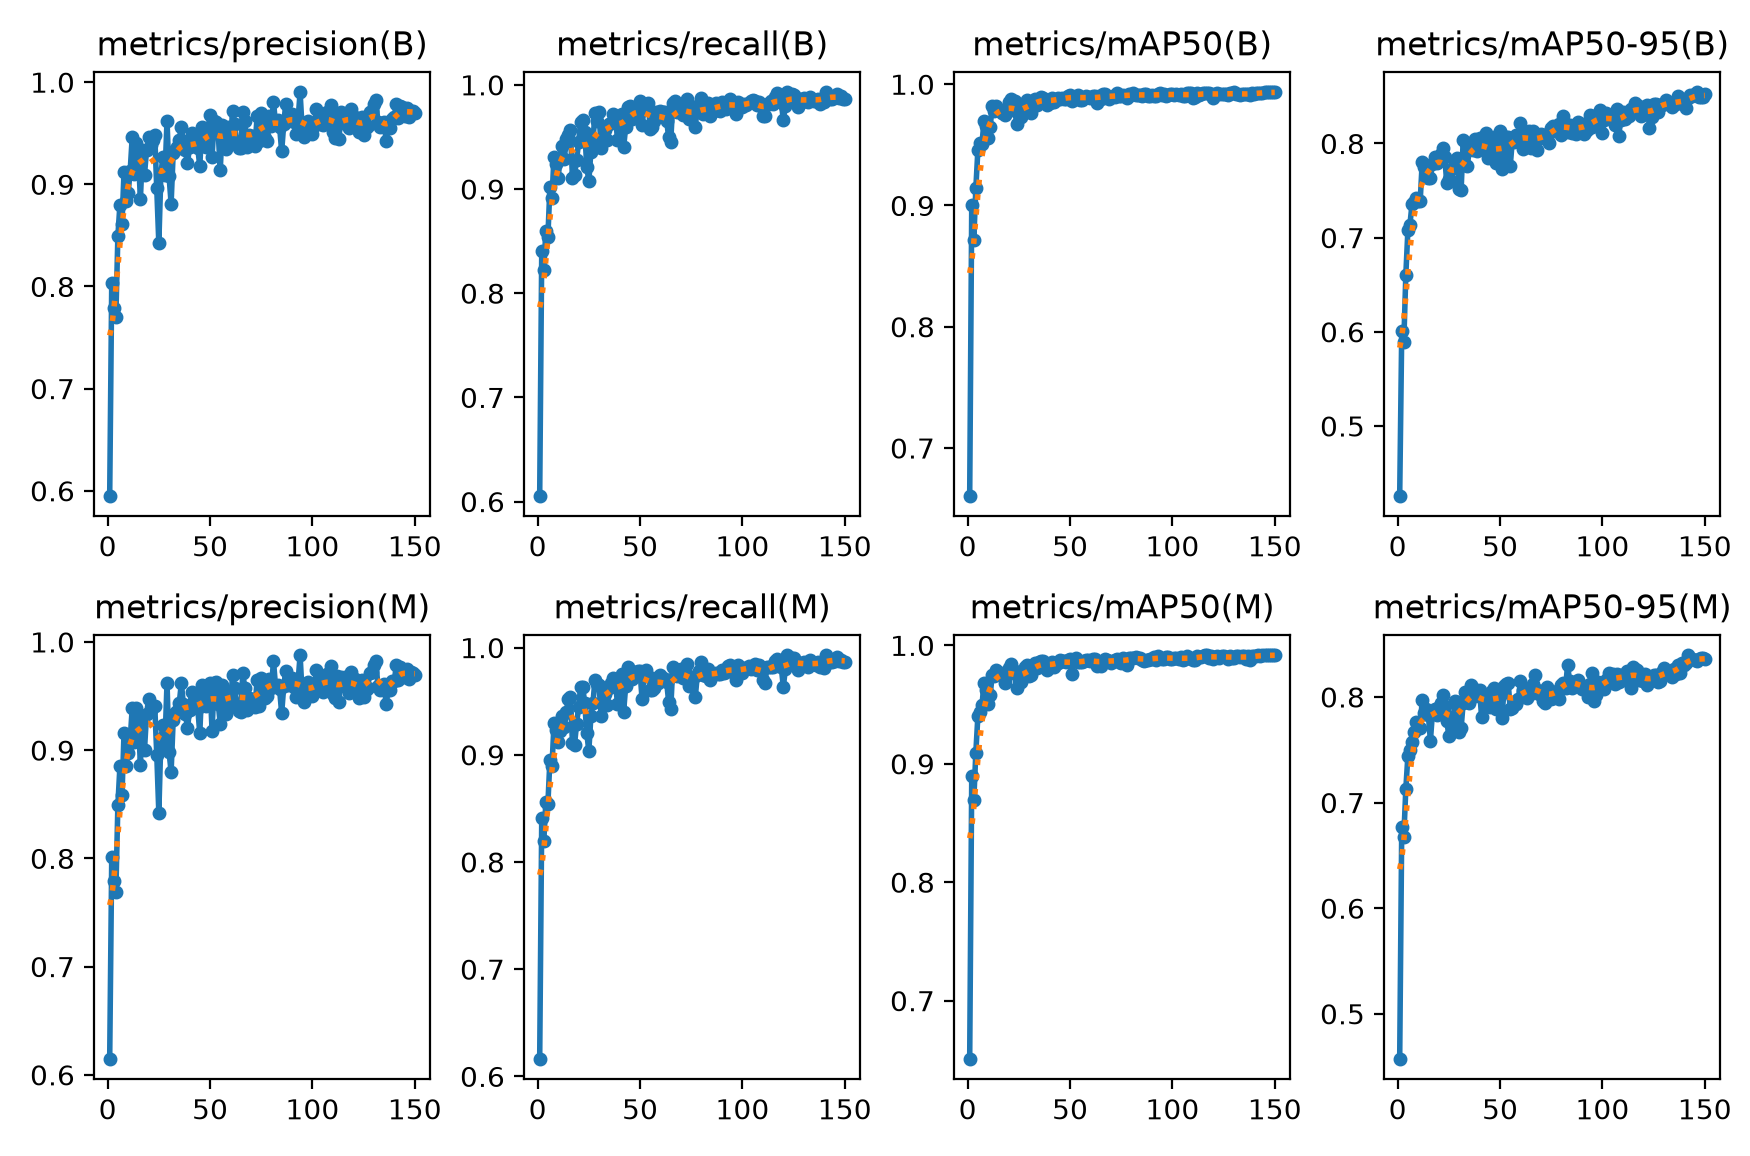 metrics/precision(B) metrics/recall(B) metrics/mAP50(B) metrics/mAP50-95(B)
1.0 1.0 1.0
0.9 0.9 0.9 0.8
0.8 0.8 0.8 0.7
0.7 0.7 0.7 0.6
0.6 0.6 0.5
0 50 100 150 0 50 100 150 0 50 100 150 0 50 100 150
metrics/precision(M) metrics/recall(M) metrics/mAP50(M) metrics/mAP50-95(M)
1.0 1.0 1.0
0.9 0.9 0.9 0.8
0.8 0.8 0.8 0.7
0.7 0.7 0.7 0.6
0.6 0.6 0.5
0 50 100 150 0 50 100 150 0 50 100 150 0 50 100 150